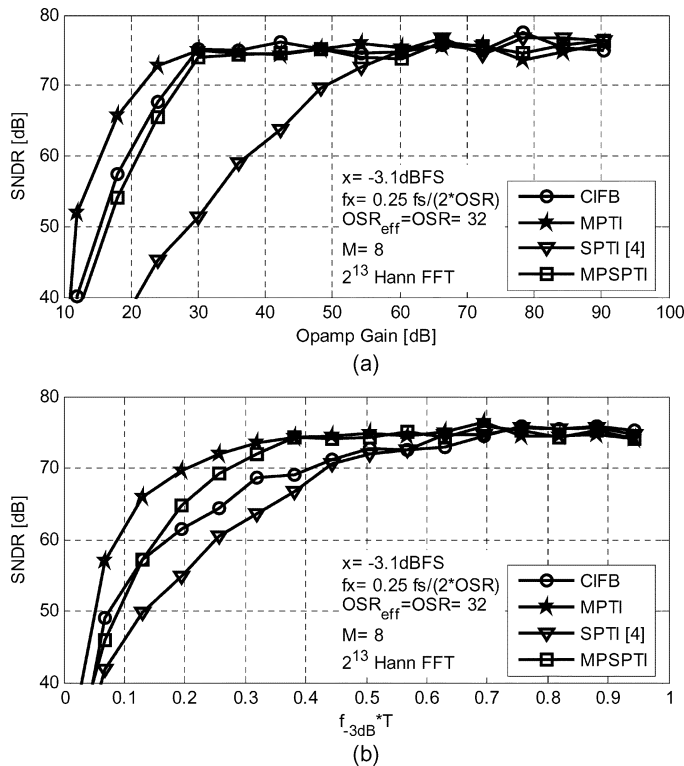 (a)
80
70
60
50
40
SNDR [dB]
x= -3.1dBFS
fx= 0.25 fs/(2*OSR)
OSReff=OSR= 32
M= 8
2^13 Hann FFT
CIFB
MPTI
SPTI [4]
MPSPTI
10 20 30 40 50 60 70 80 90 100
Opamp Gain [dB]
(a)
80
70
60
50
40
SNDR [dB]
x= -3.1dBFS
fx= 0.25 fs/(2*OSR)
OSReff=OSR= 32
M= 8
2^13 Hann FFT
CIFB
MPTI
SPTI [4]
MPSPTI
0 0.1 0.2 0.3 0.4 0.5 0.6 0.7 0.8 0.9 1
f-3dB*T
(b)